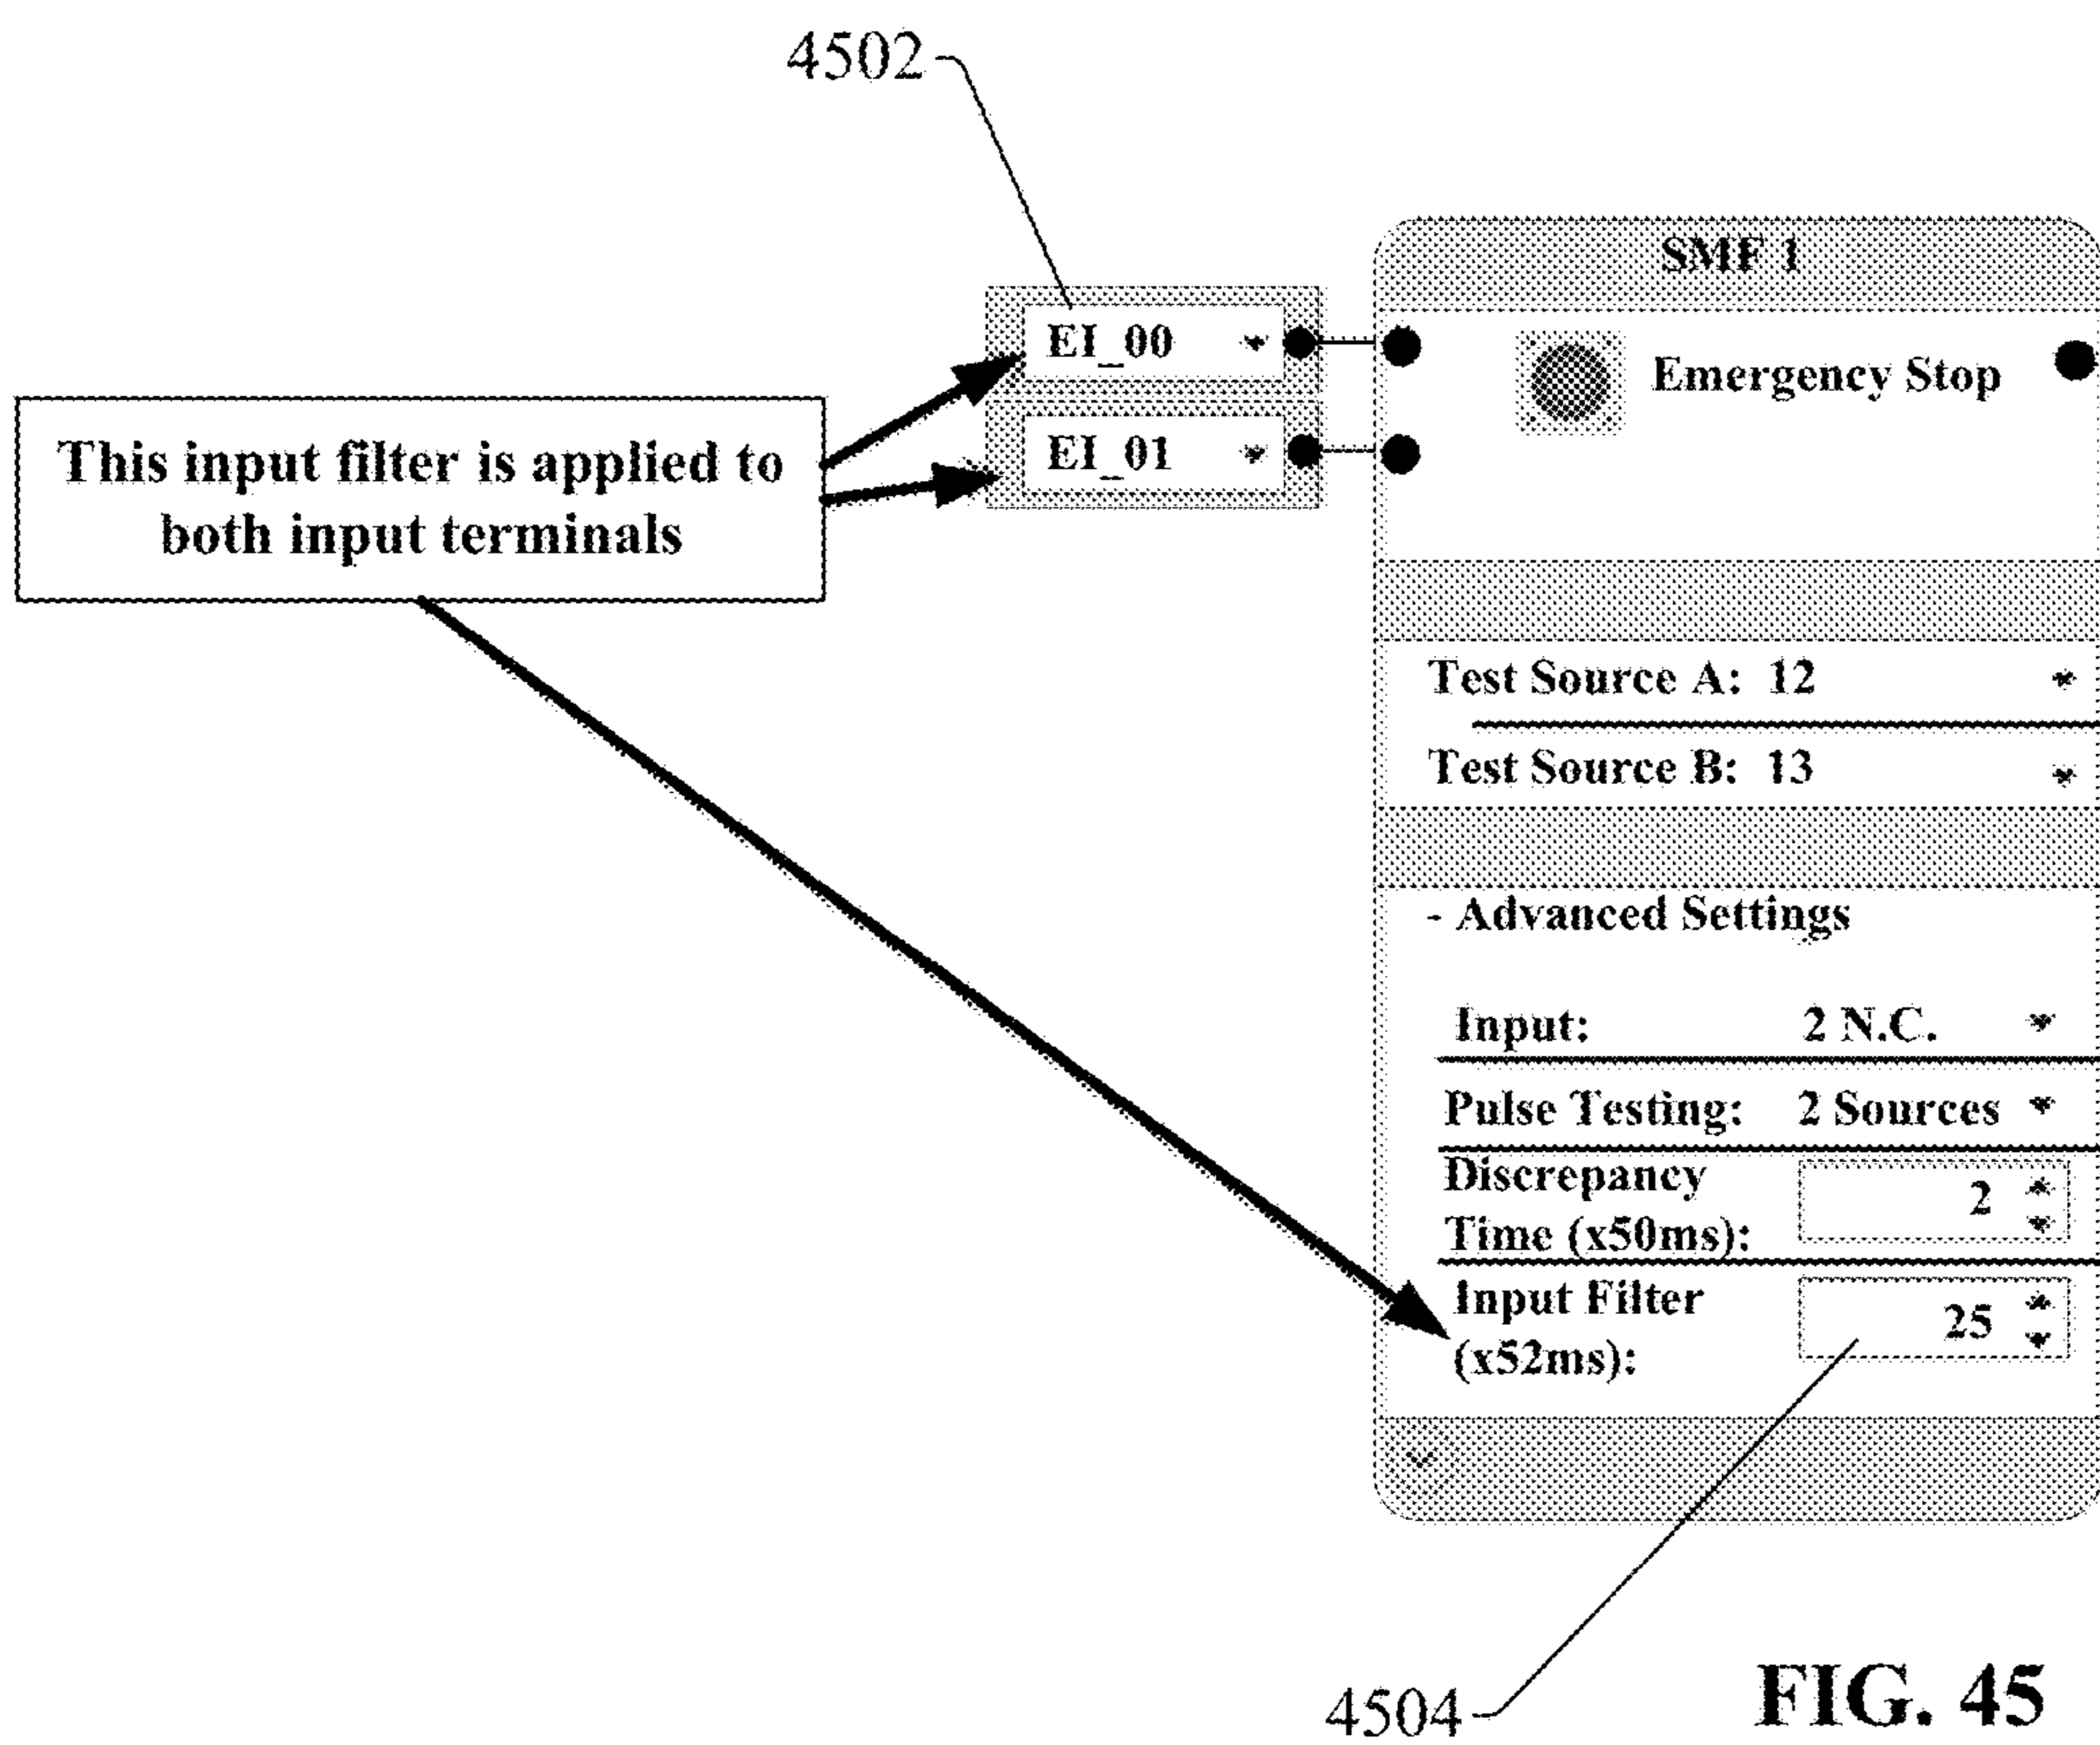 4502
SMF 1
EI_00
Emergency Stop
EI_01
This input filter is applied to
both input terminals
Test Source A: 12
Test Source B: 13
- Advanced Settings
Input: 2 N.C.
Pulse Testing: 2 Sources
Discrepancy
Time (x50ms): 2
Input Filter
(x52ms): 25
4504
FIG. 45